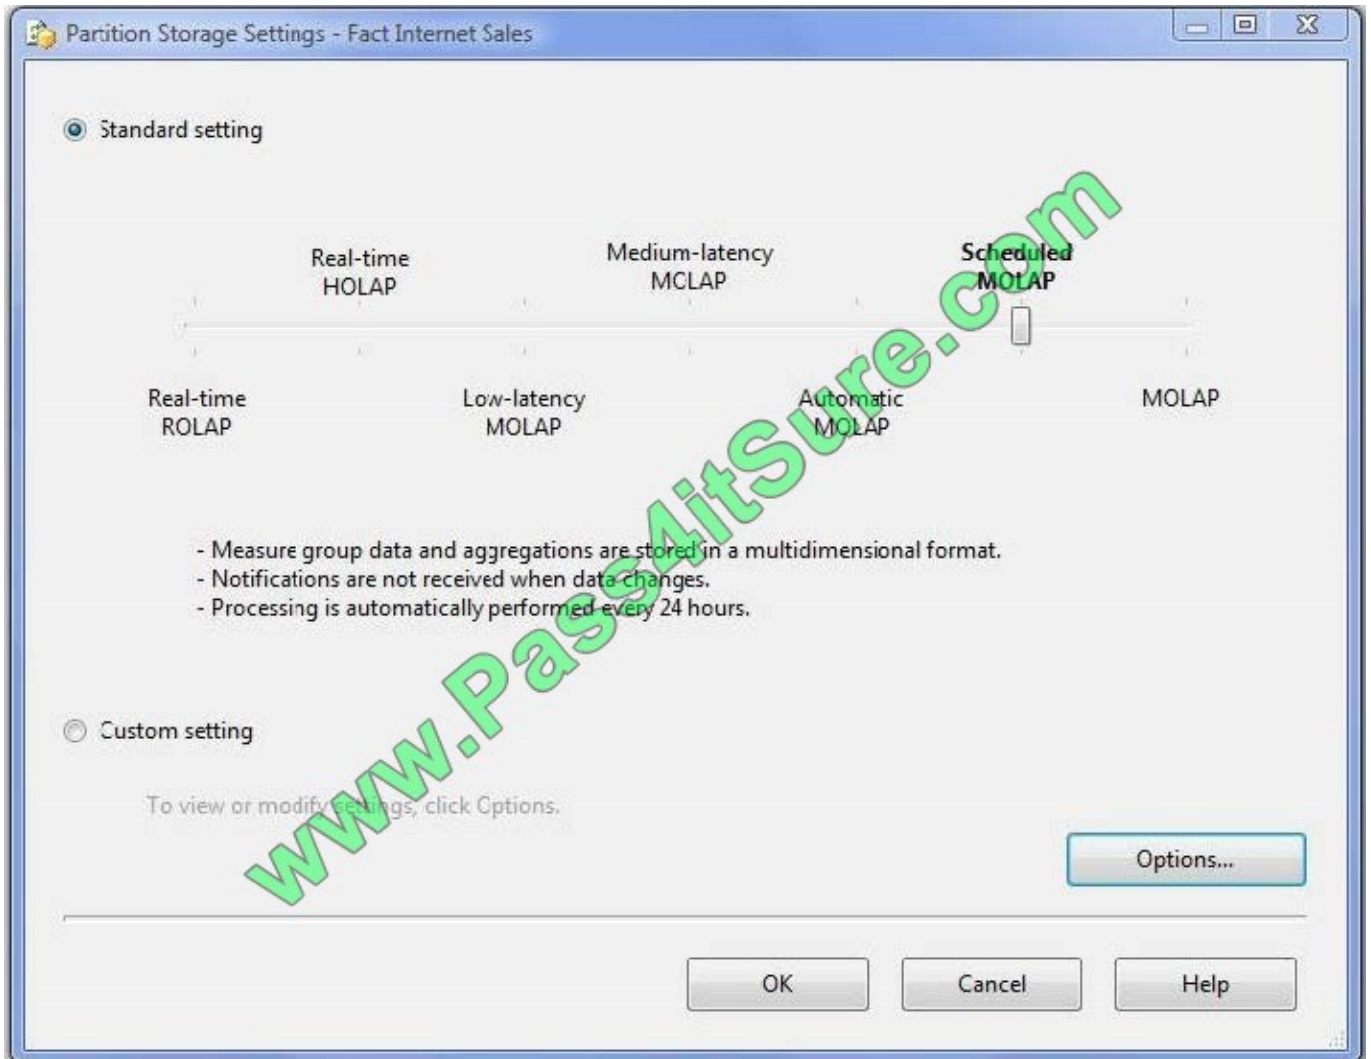 Partition Storage Settings - Fact Internet Sales
Standard setting
Real-time
HOLAP
Medium-latency
MCLAP
Scheduled
MOLAP
Real-time
ROLAP
Low-latency
MOLAP
Automatic
MOLAP
MOLAP
- Measure group data and aggregations are stored in a multidimensional format.
- Notifications are not received when data changes.
- Processing is automatically performed every 24 hours.
Custom setting
To view or modify settings, click Options.
Options...
OK
Cancel
Help
www.Pass4itSure.com